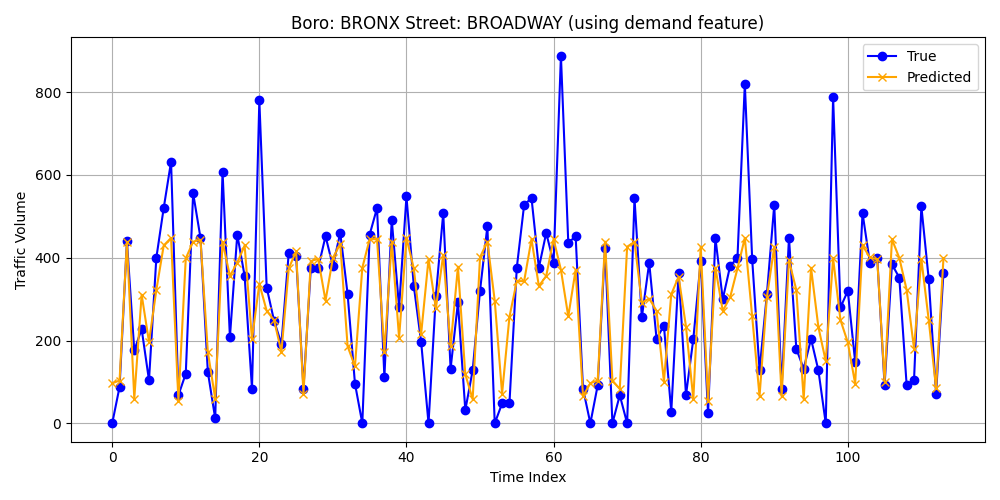 Boro: BRONX Street: BROADWAY (using demand feature)
True
Predicted
Traffic Volume
800
600
400
200
0
0 20 40 60 80 100
Time Index